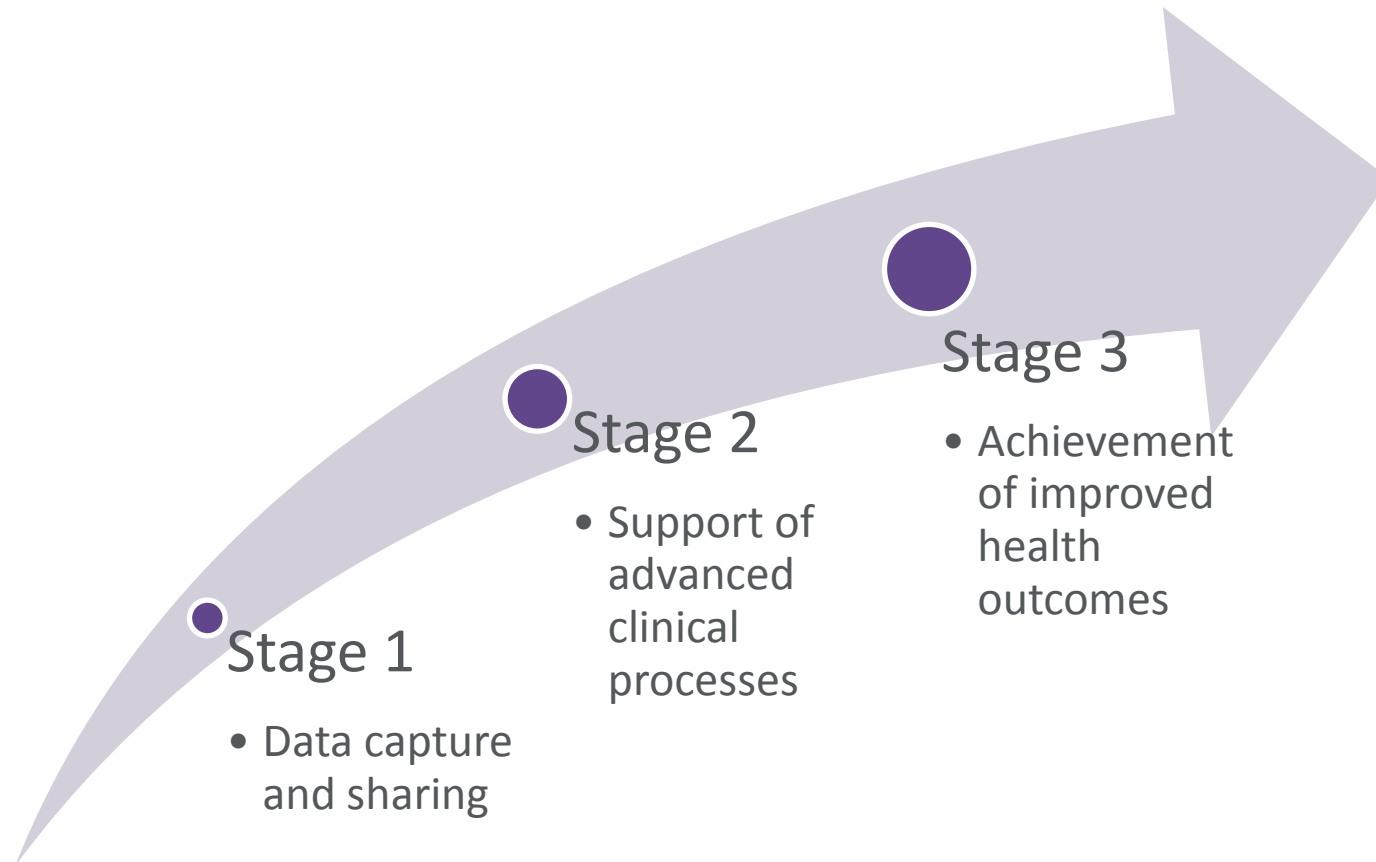 Stage 1
• Data capture
and sharing
Stage 2
• Support of
advanced
clinical
processes
Stage 3
• Achievement
of improved
health
outcomes